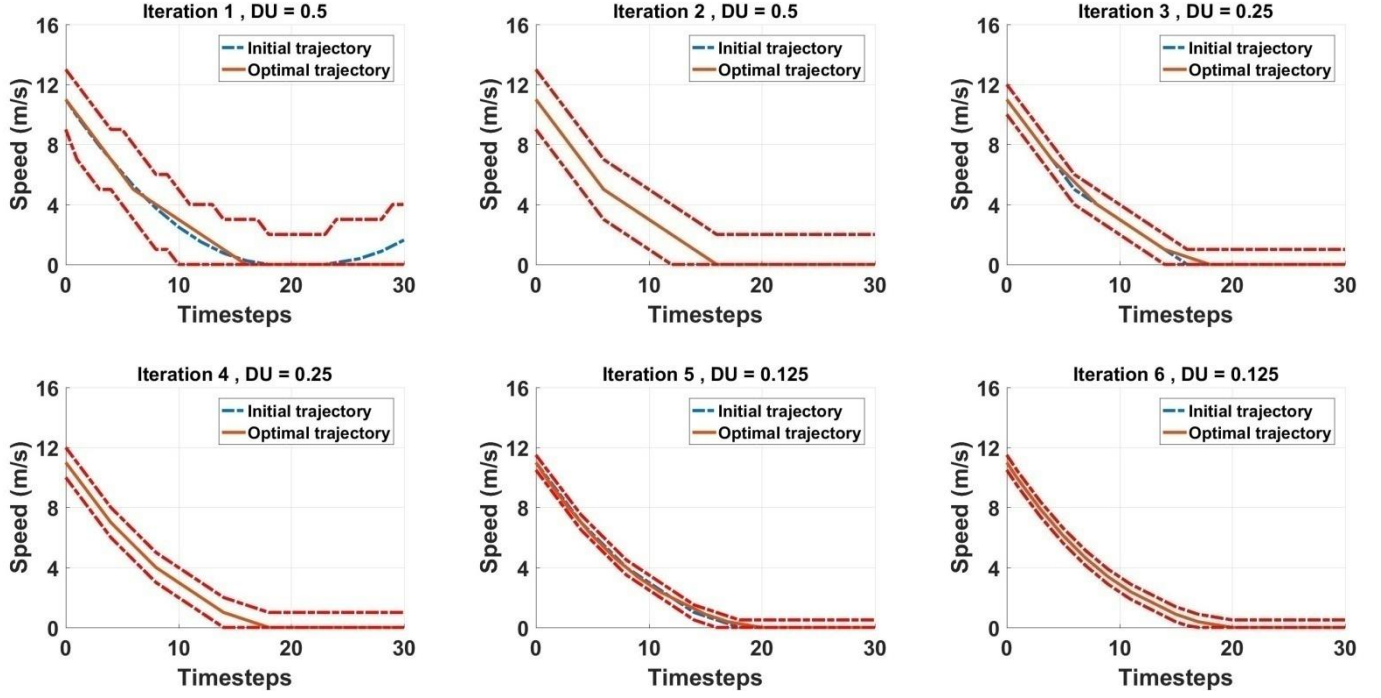 Iteration 1 , DU = 0.5
16
12
8
4
0
Speed (m/s)
Initial trajectory
Optimal trajectory
0 10 20 30
Timesteps
Iteration 2 , DU = 0.5
16
12
8
4
0
Speed (m/s)
Initial trajectory
Optimal trajectory
0 10 20 30
Timesteps
Iteration 3 , DU = 0.25
16
12
8
4
0
Speed (m/s)
Initial trajectory
Optimal trajectory
0 10 20 30
Timesteps
Iteration 4 , DU = 0.25
16
12
8
4
0
Speed (m/s)
Initial trajectory
Optimal trajectory
0 10 20 30
Timesteps
Iteration 5 , DU = 0.125
16
12
8
4
0
Speed (m/s)
Initial trajectory
Optimal trajectory
0 10 20 30
Timesteps
Iteration 6 , DU = 0.125
16
12
8
4
0
Speed (m/s)
Initial trajectory
Optimal trajectory
0 10 20 30
Timesteps